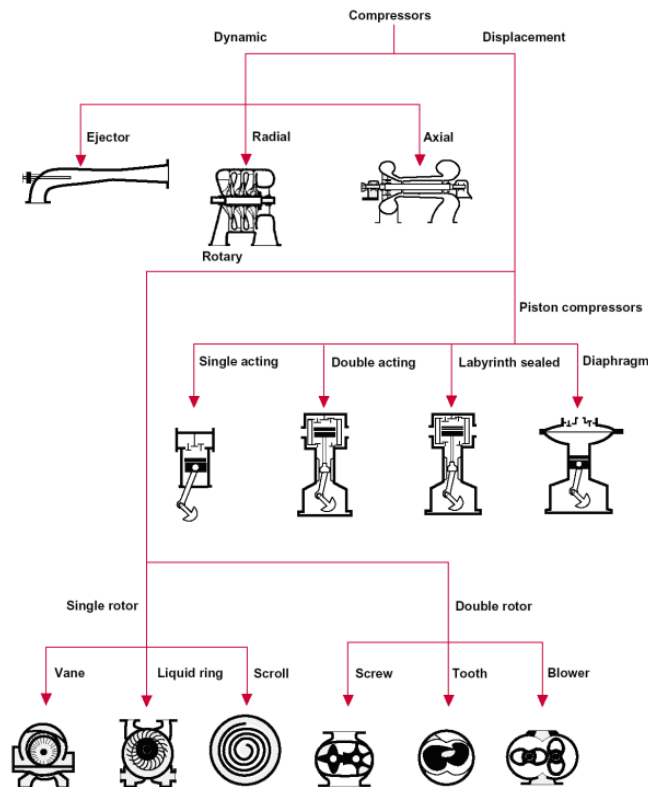 Compressors
Dynamic
Displacement
Ejector
Radial
Axial
Rotary
Piston compressors
Single acting
Double acting
Labyrinth sealed
Diaphragm
Single rotor
Double rotor
Vane
Liquid ring
Scroll
Screw
Tooth
Blower